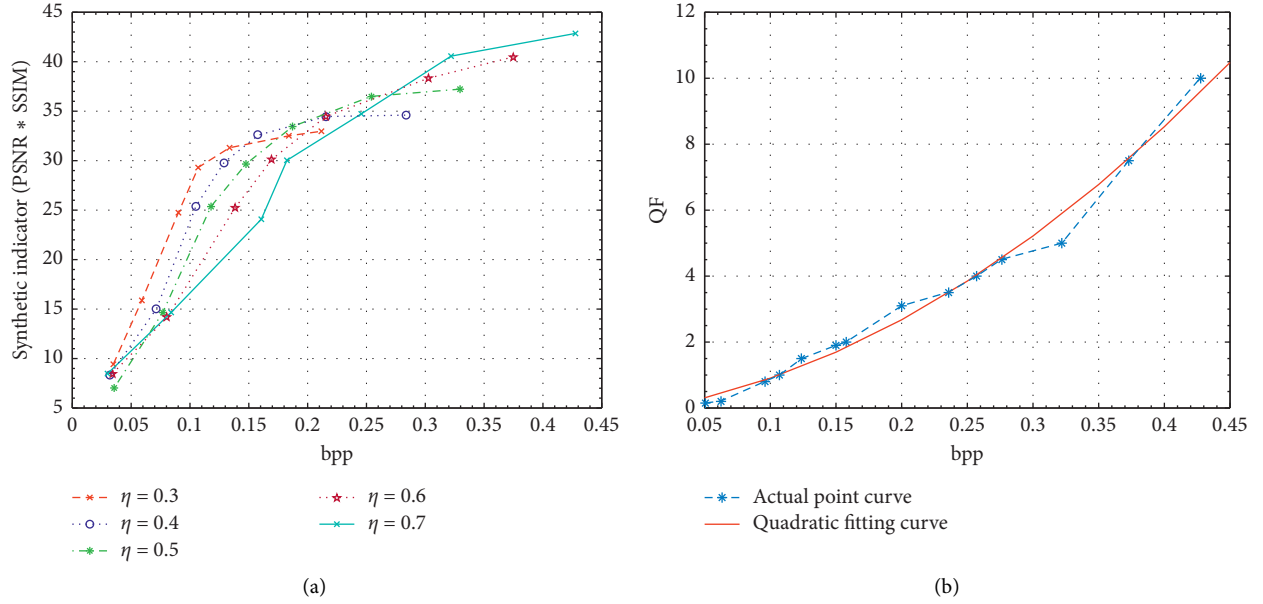 45
40
35
30
25
20
15
10
5
Synthetic indicator (PSNR ∗ SSIM)
0 0.05 0.1 0.15 0.2 0.25 0.3 0.35 0.4 0.45
bpp
η = 0.3
η = 0.4
η = 0.5
η = 0.6
η = 0.7
(a)
12
10
8
6
4
2
0
QF
0.05 0.1 0.15 0.2 0.25 0.3 0.35 0.4 0.45
bpp
Actual point curve
Quadratic fitting curve
(b)